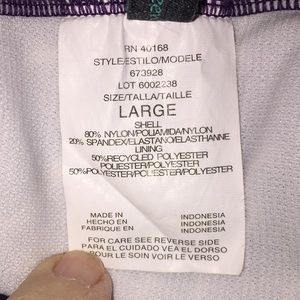 RN 40168
STYLE/ESTILO/MODELE
673928
LOT 6002238
SIZE/TALLA/TAILLE
LARGE
SHELL
80% NYLON/POLIAMIDA/NYLON
20% SPANDEX/ELASTANO/ELASTHANNE
LINING
50%RECYCLED POLYESTER
POLIESTER/POLYESTER
50%POLYESTER/POLIESTER/POLYESTER
MADE IN INDONESIA
HECHO EN INDONESIA
FABRIQUE EN INDONESIA
FOR CARE SEE REVERSE SIDE
PARA EL CUIDADO VEA EL DORSO
POUR LE SOIN VOIR LE VERSO